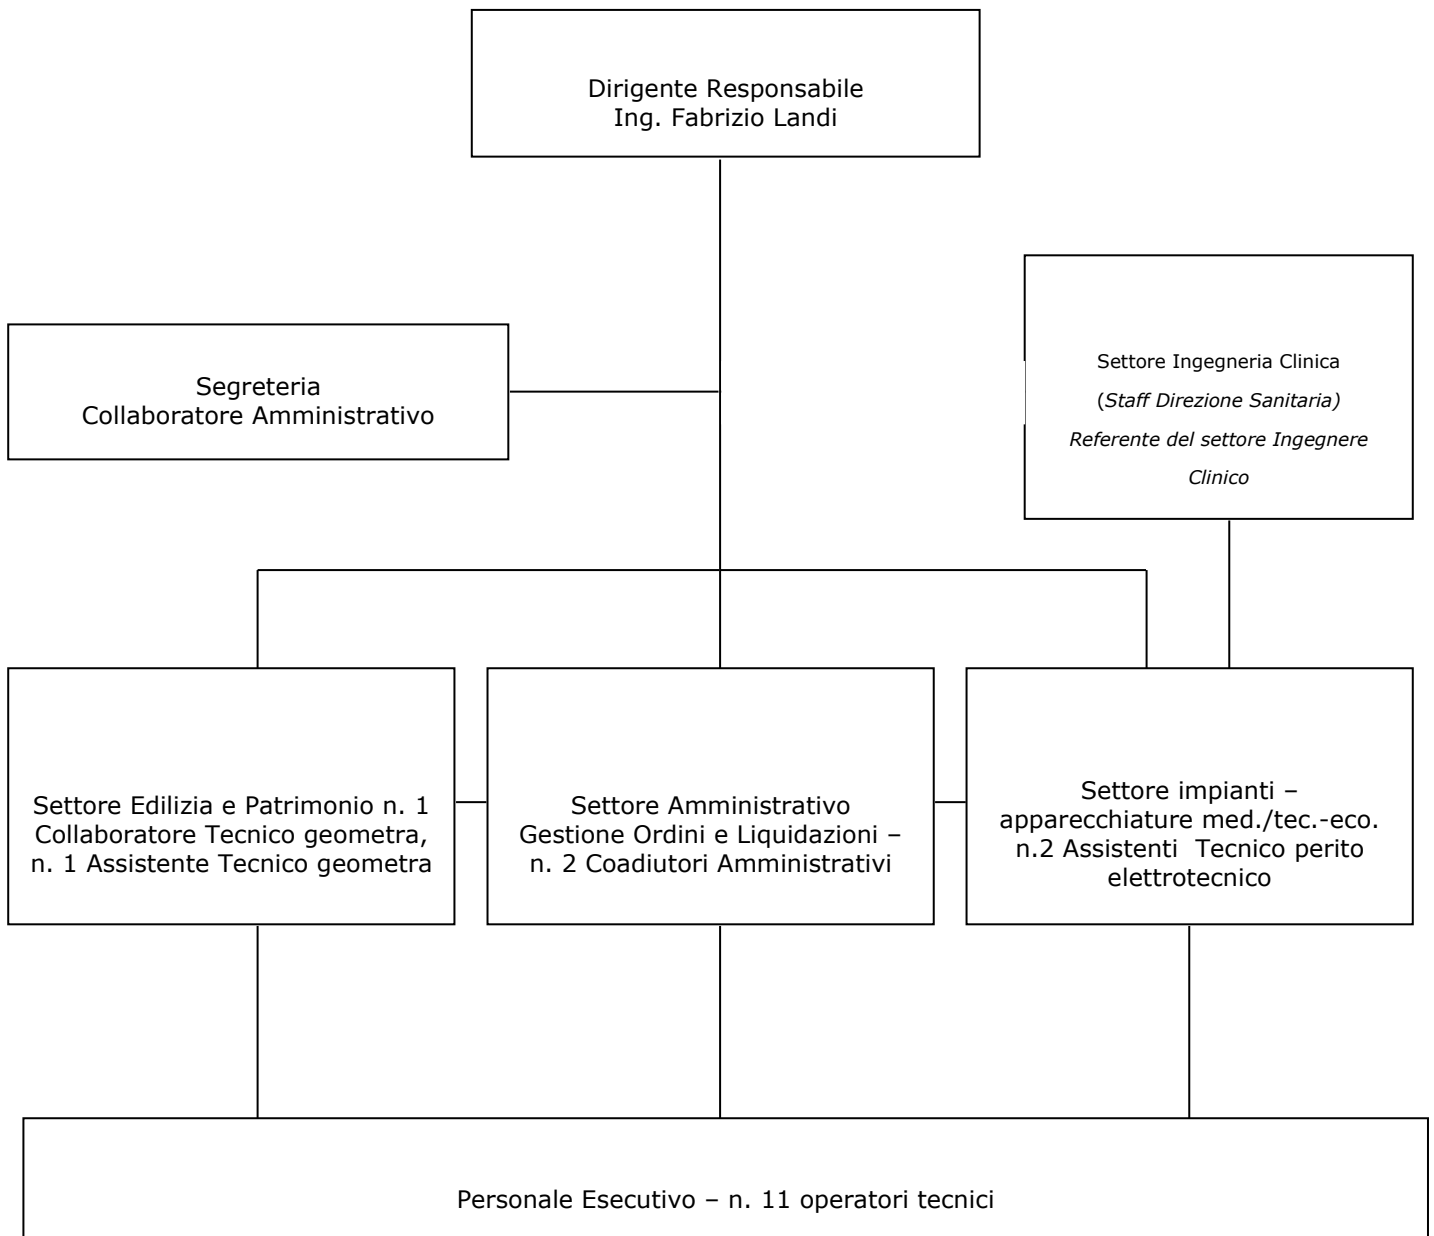 Dirigente Responsabile
Ing. Fabrizio Landi
Segreteria
Collaboratore Amministrativo
Settore Ingegneria Clinica
(Staff Direzione Sanitaria)
Referente del settore Ingegnere
Clinico
Settore Edilizia e Patrimonio n. 1
Collaboratore Tecnico geometra,
n. 1 Assistente Tecnico geometra
Settore Amministrativo
Gestione Ordini e Liquidazioni –
n. 2 Coadiutori Amministrativi
Settore impianti –
apparecchiature med./tec.-eco.
n.2 Assistenti  Tecnico perito
elettrotecnico
Personale Esecutivo – n. 11 operatori tecnici